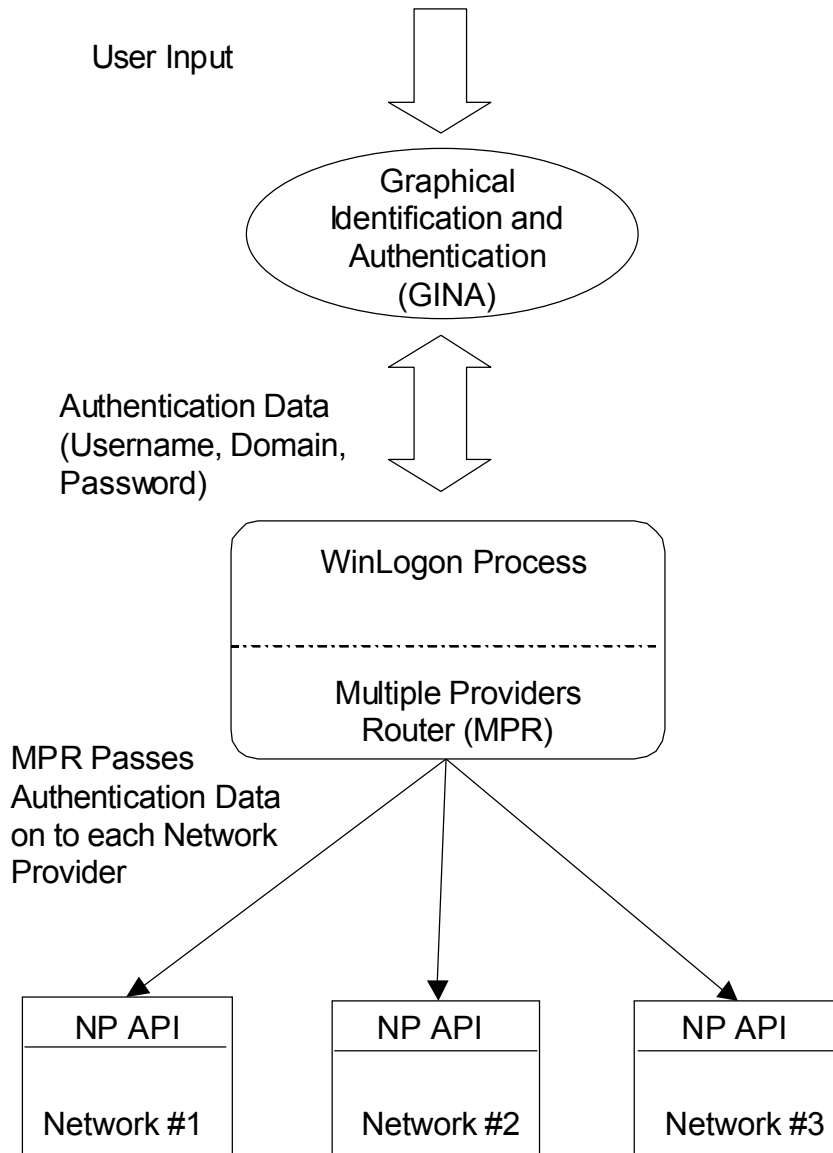 User Input
Graphical
Identification and
Authentication
(GINA)
Authentication Data
(Username, Domain,
Password)
WinLogon Process
Multiple Providers
Router (MPR)
MPR Passes
Authentication Data
on to each Network
Provider
NP API
NP API
NP API
Network #1
Network #2
Network #3